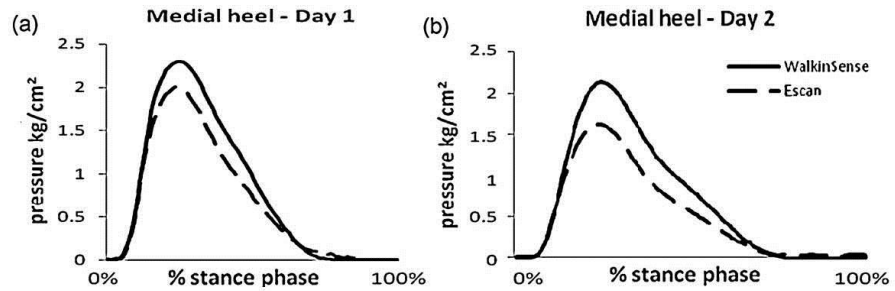 (a)
Medial heel - Day 1
pressure kg/cm²
2.5
2
1.5
1
0.5
0
0%
% stance phase
100%
(b)
Medial heel - Day 2
pressure kg/cm²
2.5
2
1.5
1
0.5
0
WalkinSense
Escan
0%
% stance phase
100%